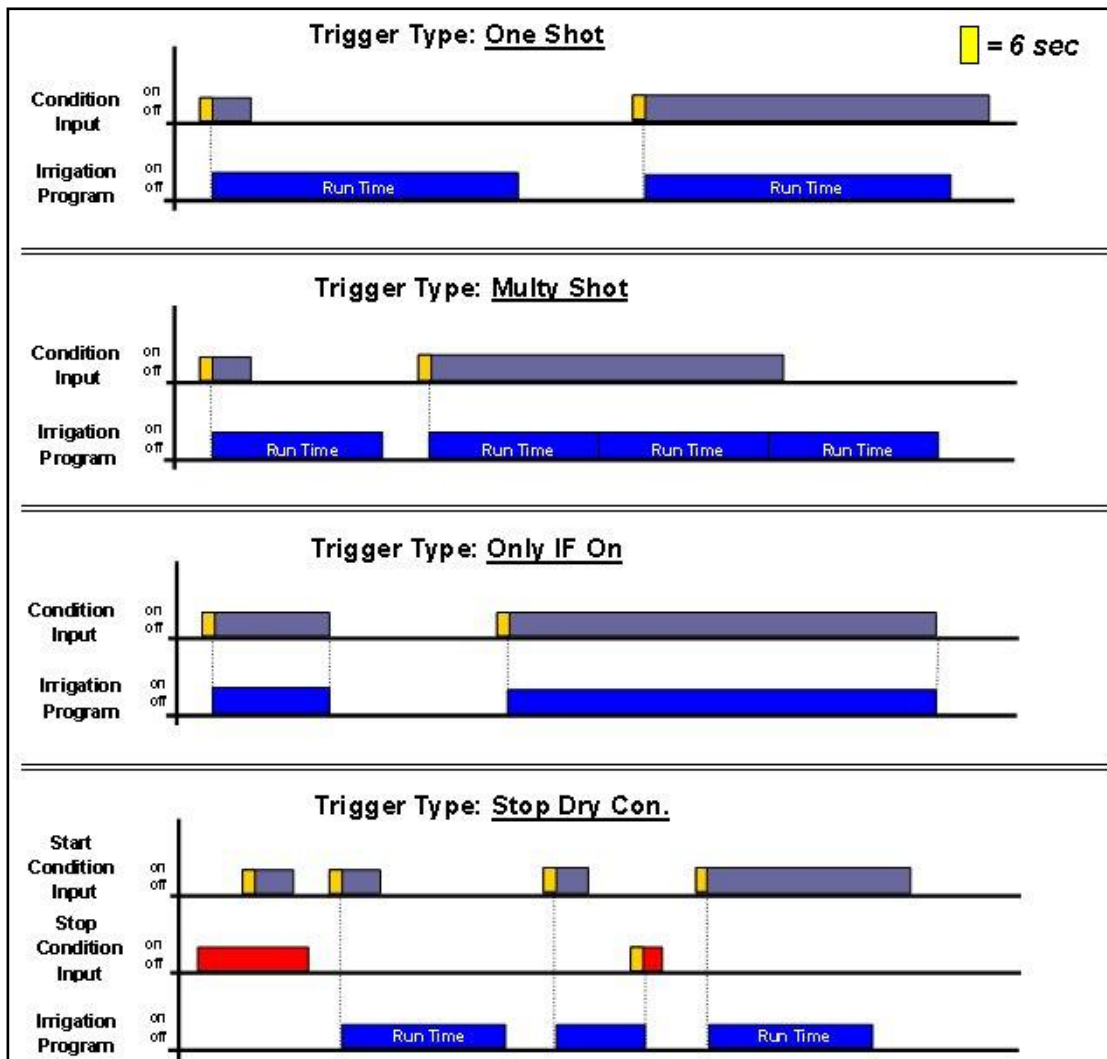 Trigger Type: One Shot
= 6 sec
Condition
Input
on
off
Irrigation
Program
on
off
Run Time
Run Time
Trigger Type: Multy Shot
Condition
Input
on
off
Irrigation
Program
on
off
Run Time
Run Time
Run Time
Run Time
Trigger Type: Only IF On
Condition
Input
on
off
Irrigation
Program
on
off
Trigger Type: Stop Dry Con.
Start
Condition
Input
on
off
Stop
Condition
Input
on
off
Irrigation
Program
on
off
Run Time
Run Time